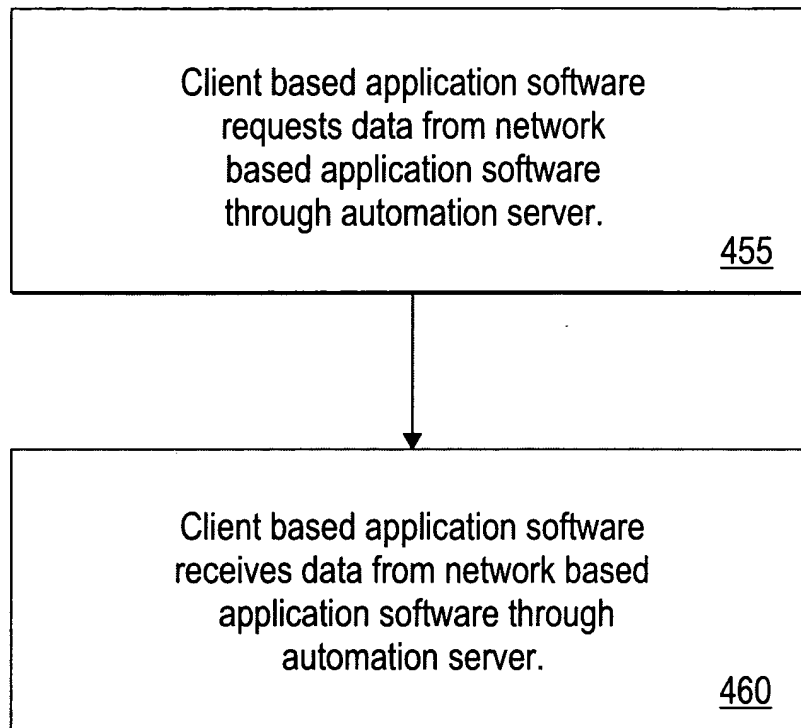 Client based application software
requests data from network
based application software
through automation server.
455
Client based application software
receives data from network based
application software through
automation server.
460